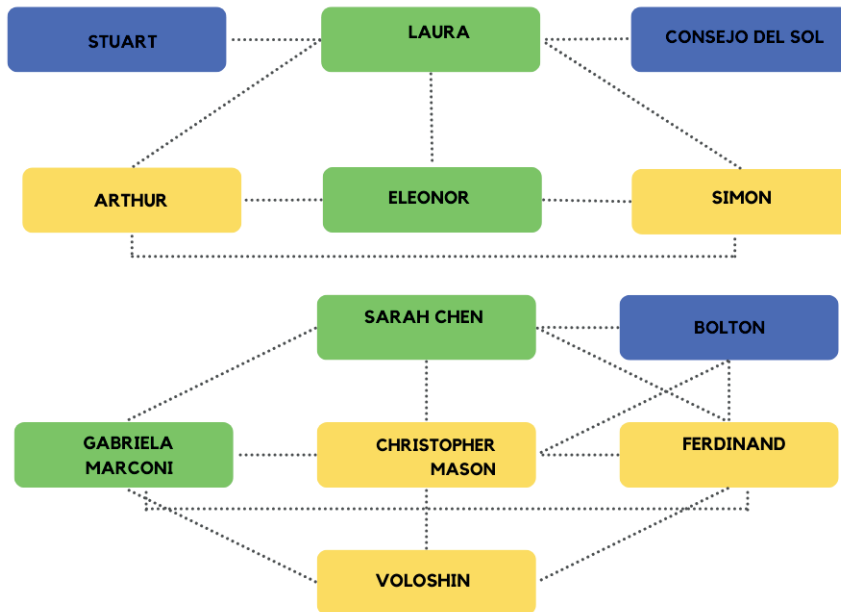 STUART
LAURA
CONSEJO DEL SOL
ARTHUR
ELEONOR
SIMON
SARAH CHEN
BOLTON
GABRIELA
MARCONI
CHRISTOPHER
MASON
FERDINAND
VOLOSHIN